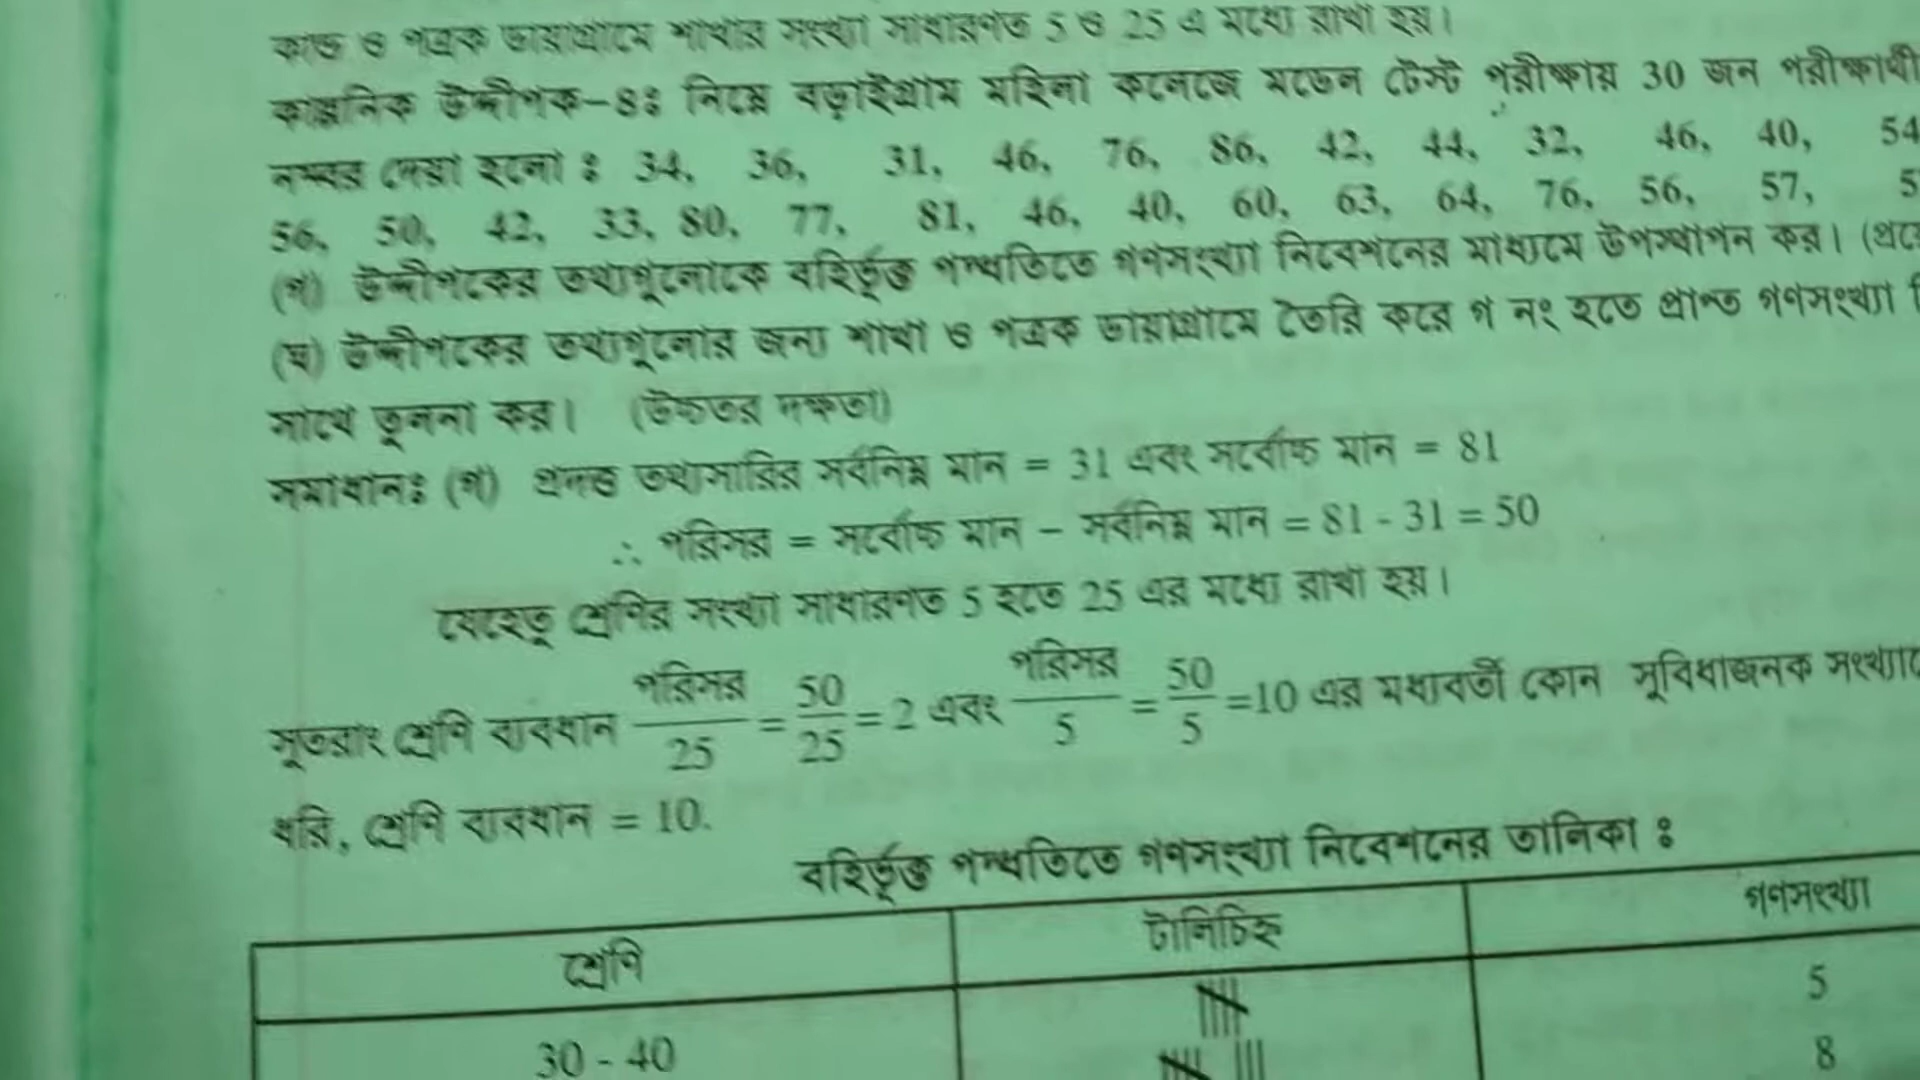 কান্ড ও পত্রক ডায়াগ্রামে শাখার সংখ্যা সাধারণত 5 ও 25 এ মধ্যে রাখা হয়।
কাল্পনিক উদ্দীপক-৪ঃ নিম্নে বড়াইগ্রাম মহিলা কলেজে মডেল টেস্ট পরীক্ষায় 30 জন পরীক্ষার্থী
নম্বর দেয়া হলো ঃ 34, 36, 31, 46, 76, 86, 42, 44, 32, 46, 40, 54
56, 50, 42, 33, 80, 77, 81, 46, 40, 60, 63, 64, 76, 56, 57,
(গ) উদ্দীপকের তথ্যগুলোকে বহির্ভূক্ত পদ্ধতিতে গণসংখ্যা নিবেশনের মাধ্যমে উপস্থাপন কর।
(ঘ) উদ্দীপকের তথ্যগুলোর জন্য শাখা ও পত্রক ডায়াগ্রামে তৈরি করে গ নং হতে প্রাপ্ত গণসংখ্যা
সাথে তুলনা কর। (উচ্চতর দক্ষতা)
সমাধানঃ (গ) প্রদত্ত তথ্যসারির সর্বনিম্ন মান = 31 এবং সর্বোচ্চ মান = 81
∴ পরিসর = সর্বোচ্চ মান – সর্বনিম্ন মান = 81 - 31 = 50
যেহেতু শ্রেণির সংখ্যা সাধারণত 5 হতে 25 এর মধ্যে রাখা হয়।
সুতরাং শ্রেণি ব্যবধান পরিসর/25 = 50/25 = 2 এবং পরিসর/5 = 50/5 =10 এর মধ্যবর্তী কোন সুবিধাজনক
ধরি, শ্রেণি ব্যবধান = 10.
বহির্ভূক্ত পদ্ধতিতে গণসংখ্যা নিবেশনের তালিকা ঃ
শ্রেণি টালিচিহ্ন গণসংখ্যা
5
30 - 40 8